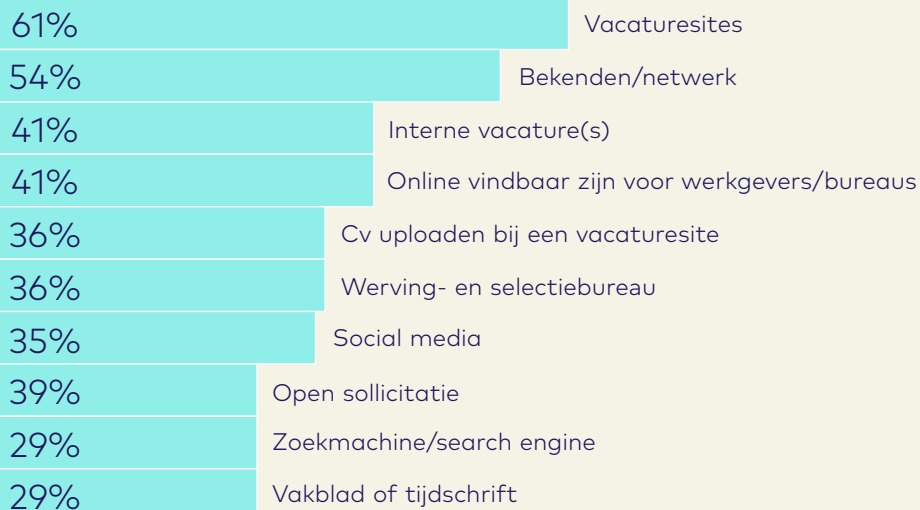 61% Vacaturesites
54% Bekenden/netwerk
41% Interne vacature(s)
41% Online vindbaar zijn voor werkgevers/bureaus
36% Cv uploaden bij een vacaturesite
36% Werving- en selectiebureau
35% Social media
39% Open sollicitatie
29% Zoekmachine/search engine
29% Vakblad of tijdschrift